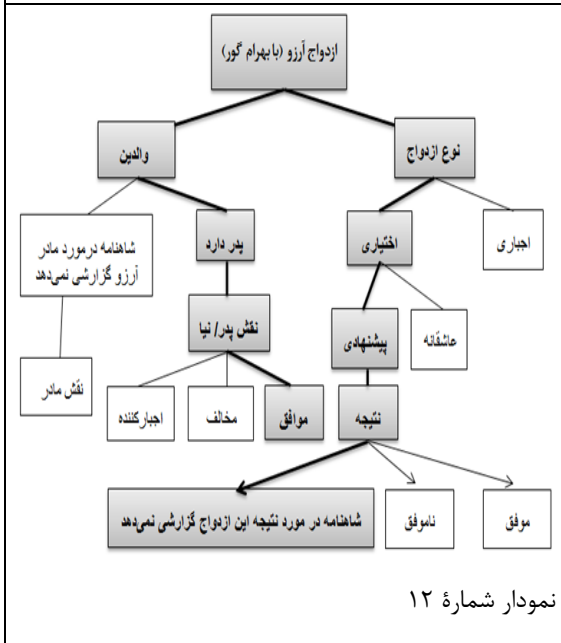 ازدواج آرزو (با بهرام گور)
نوع ازدواج
والدین
اجباری
اختیاری
پدر دارد
شاهنامه درمورد مادر
آرزو گزارشی نمی‌دهد
عاشقانه
پیشنهادی
نقش پدر/ نیا
نقش مادر
نتیجه
موافق
مخالف
اجبارکننده
موفق
ناموفق
شاهنامه در مورد نتیجه این ازدواج گزارشی نمی‌دهد
نمودار شمارهٔ ۱۲